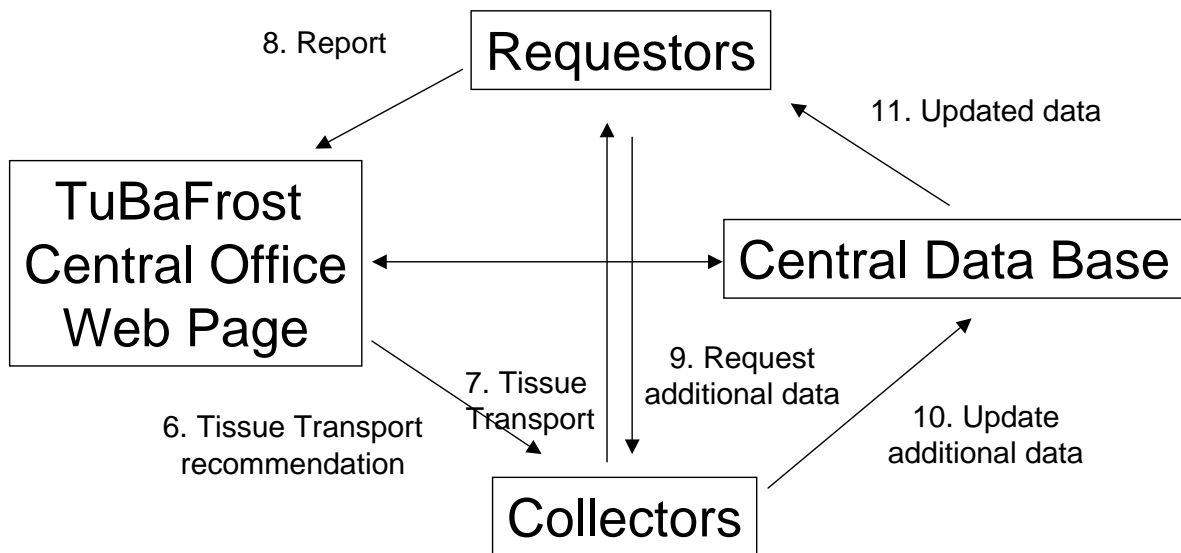 8. Report
Requestors
11. Updated data
TuBaFrost
Central Office
Web Page
Central Data Base
9. Request
additional data
7. Tissue
Transport
6. Tissue Transport
recommendation
10. Update
additional data
Collectors